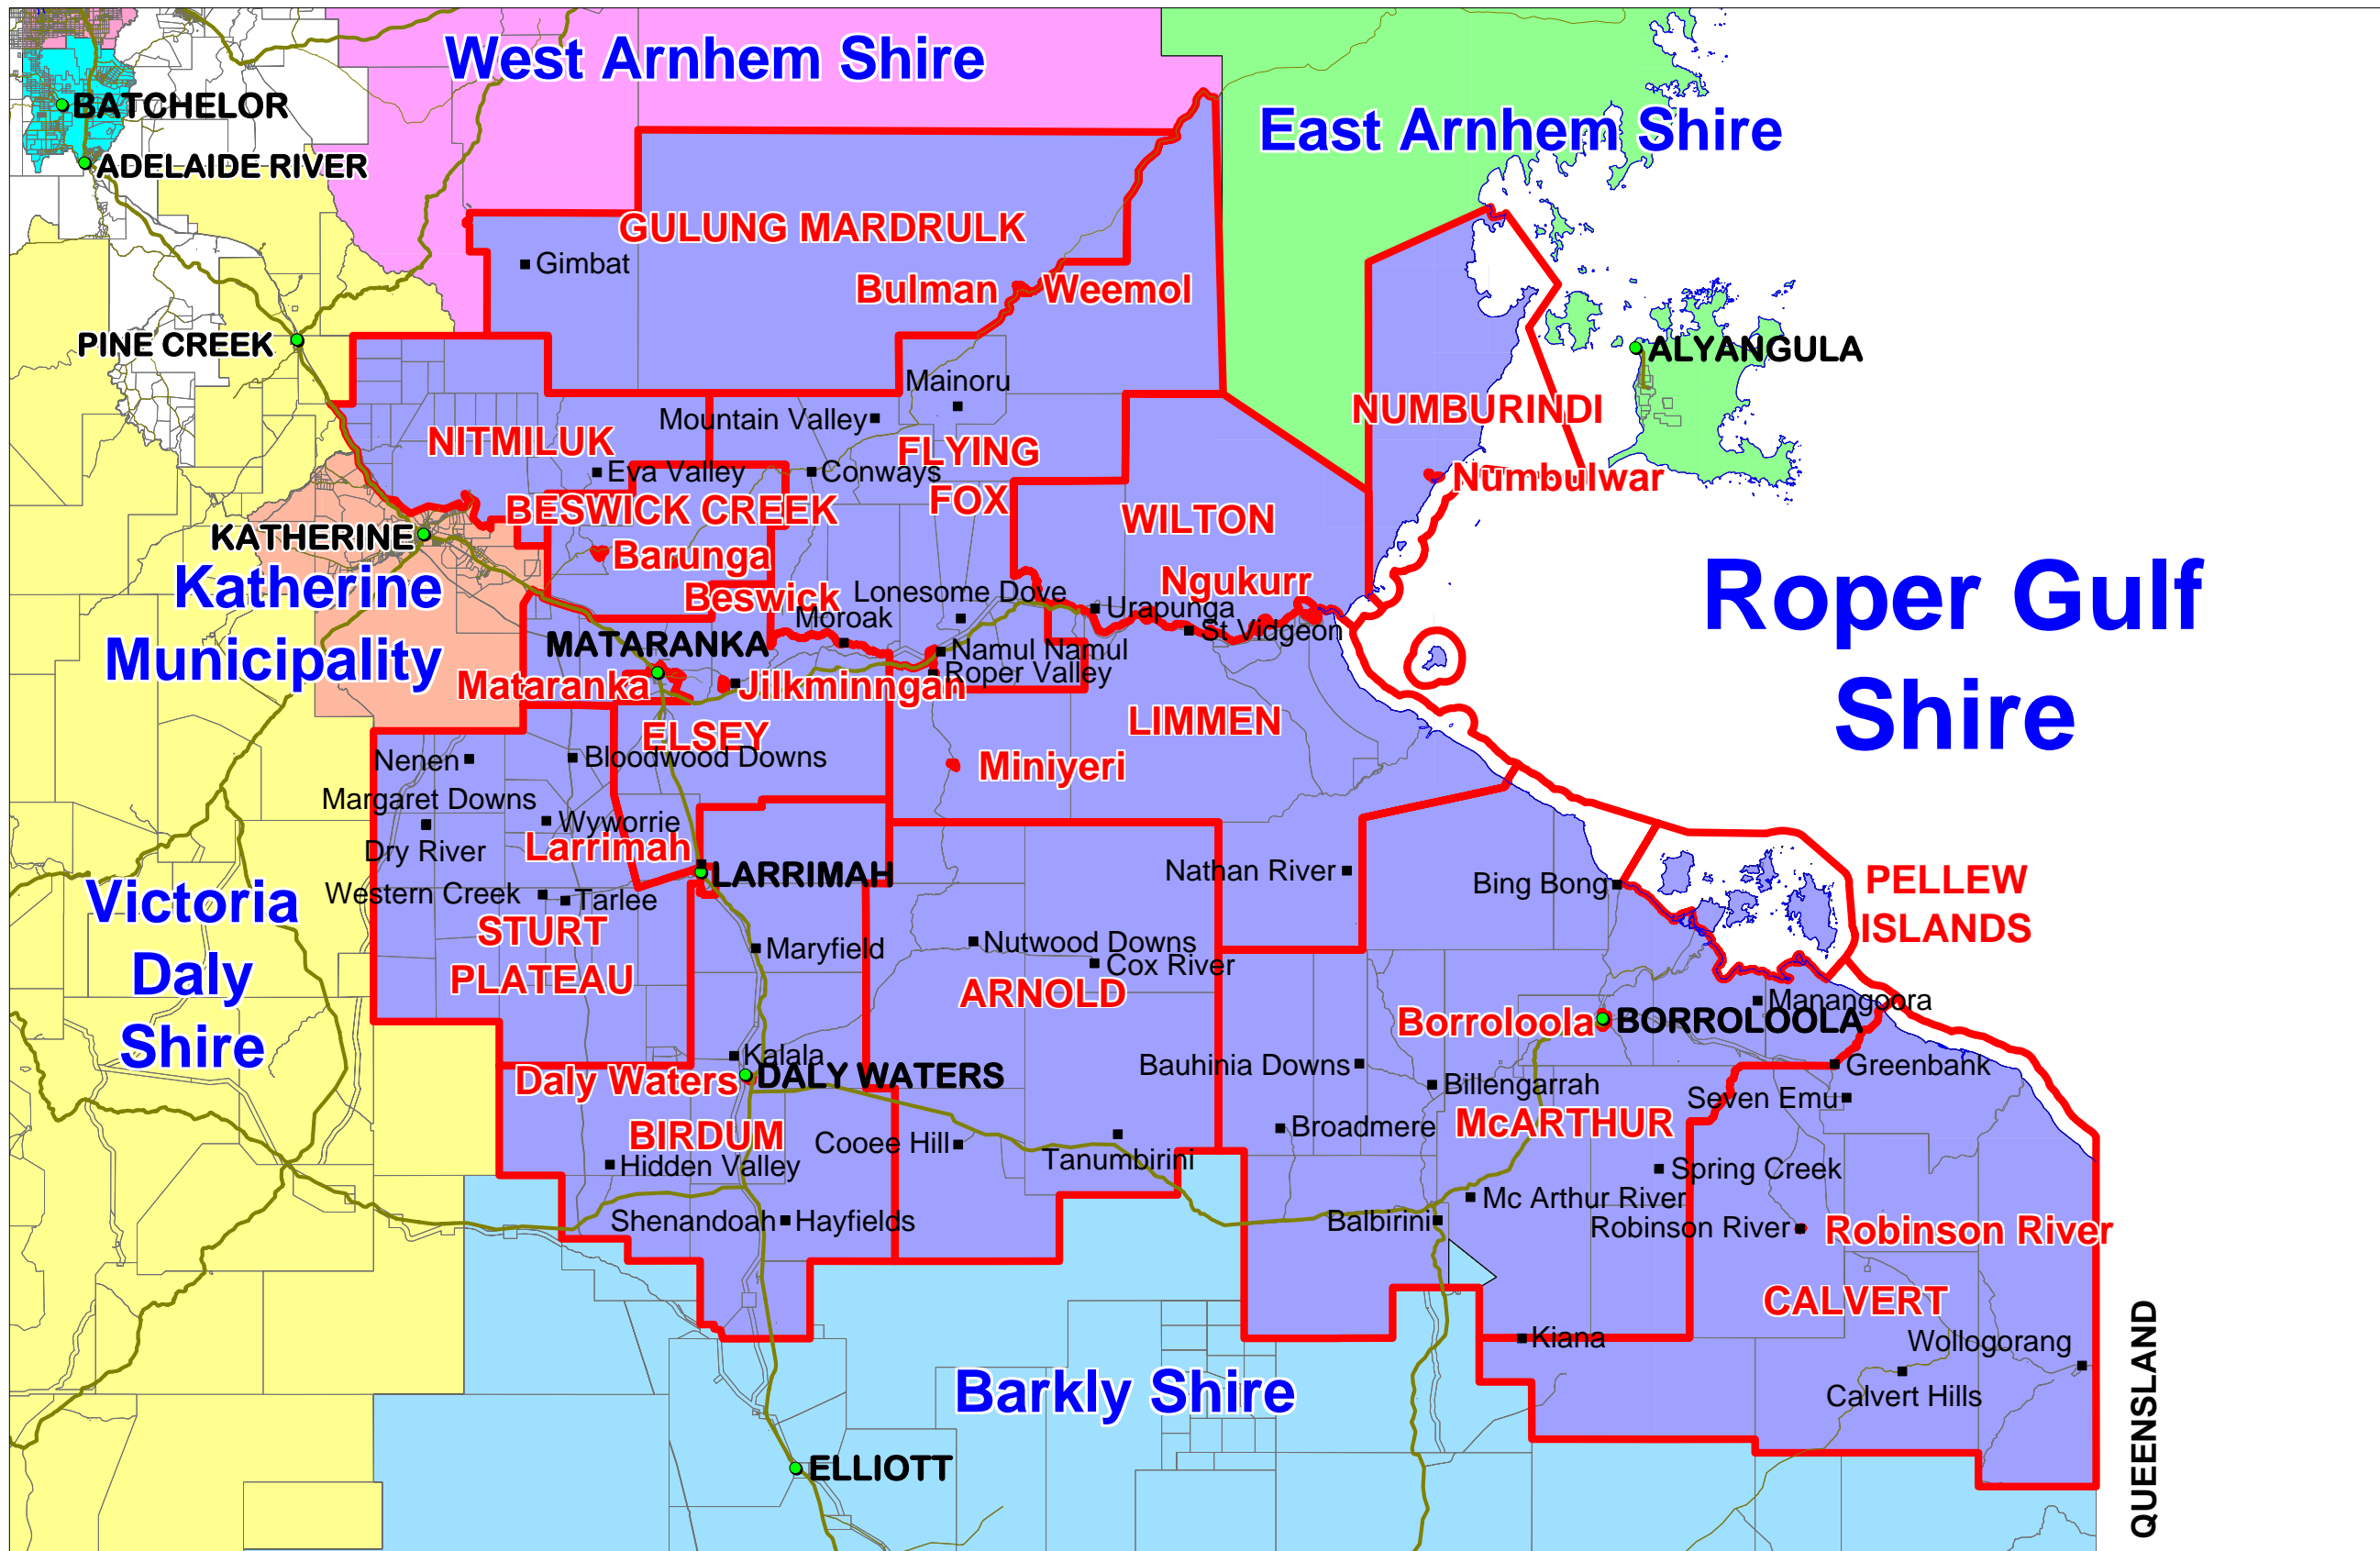 West Arnhem Shire
BATCHELOR
East Arnhem Shire
ADELAIDE RIVER
GULUNG MARDRULK
Gimbat
Bulman
Weemol
PINE CREEK
ALYANGULA
Mainoru
Mountain Valley
NUMBURINDI
NITMILUK
FLYING
FOX
Eva Valley
Conways
Numbulwar
BESWICK CREEK
WILTON
KATHERINE
Barunga
Katherine
Municipality
Ngukurr
Roper Gulf
Shire
Beswick
Lonesome Dove
Urapunga
Moroak
St Vidgeon
MATARANKA
Namul Namul
Roper Valley
Mataranka
Jilkminngan
LIMMEN
ELSEY
Nenen
Bloodwood Downs
Miniyeri
Margaret Downs
Wyworrie
Dry River
Larrimah
LARRIMAH
Nathan River
Bing Bong
PELLEW
ISLANDS
Victoria
Daly
Shire
Western Creek
Tarlee
STURT
PLATEAU
Maryfield
Nutwood Downs
Cox River
ARNOLD
Manangoora
Borroloola
BORROLOOLA
Kalala
Daly Waters
DALY WATERS
Bauhinia Downs
Greenbank
Billengarrah
Seven Emu
BIRDUM
Cooee Hill
Broadmere
McARTHUR
Tanumbirini
Hidden Valley
Spring Creek
Mc Arthur River
Shenandoah
Hayfields
Balbirini
Robinson River
Robinson River
CALVERT
Kiana
Wollogorang
Barkly Shire
Calvert Hills
QUEENSLAND
ELLIOTT